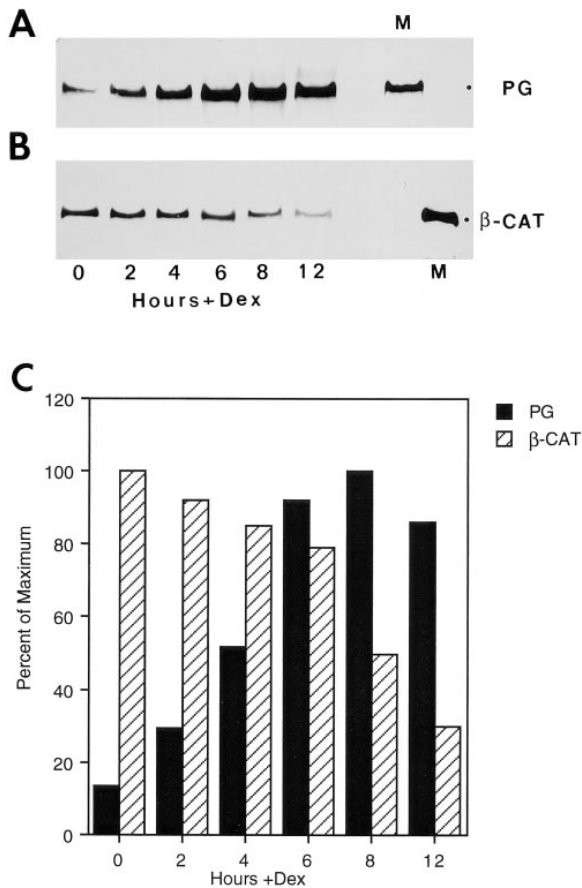 A
M
PG
B
β-CAT
0 2 4 6 8 12 M
Hours+Dex
C
120
100
80
60
40
20
0
Percent of Maximum
PG
β-CAT
0 2 4 6 8 12
Hours +Dex